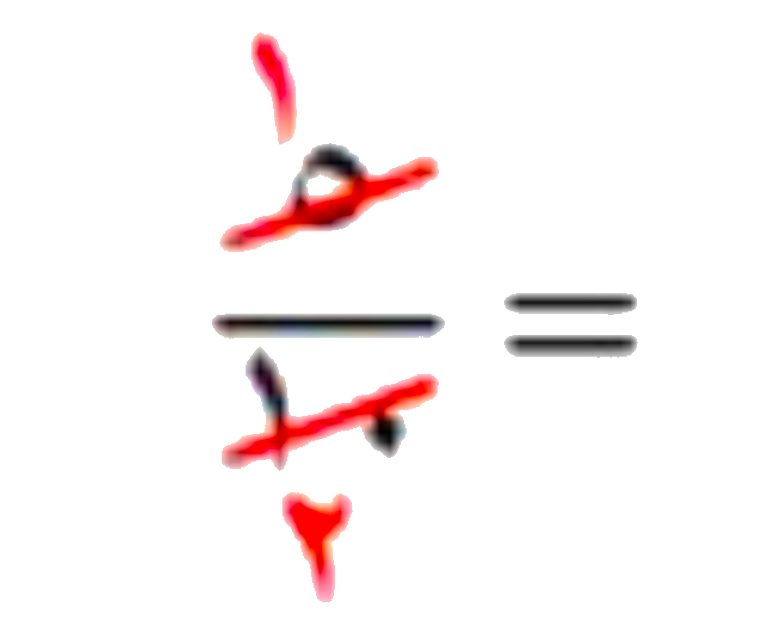 ١
٥
١٠ =
٢